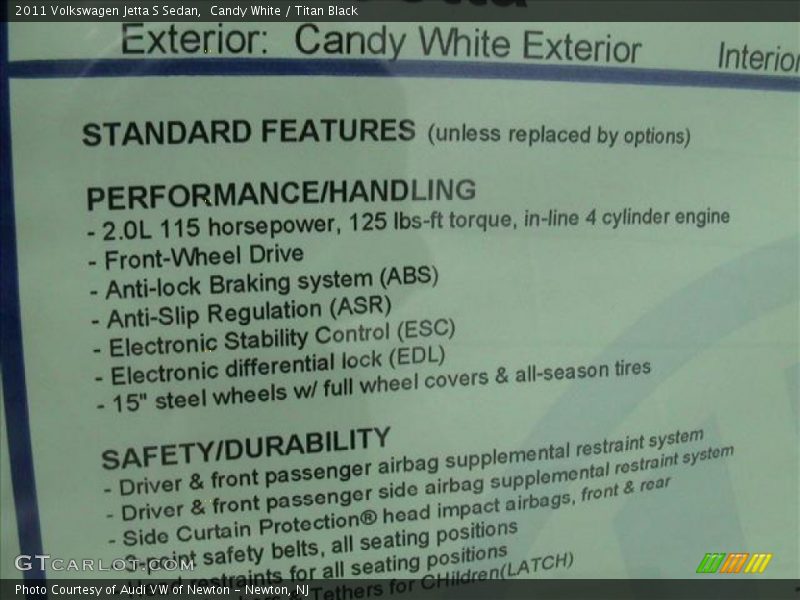 2011 Volkswagen Jetta S Sedan,  Candy White / Titan Black
Exterior:  Candy White Exterior
Interior
STANDARD FEATURES (unless replaced by options)
PERFORMANCE/HANDLING
- 2.0L 115 horsepower, 125 lbs-ft torque, in-line 4 cylinder engine
- Front-Wheel Drive
- Anti-lock Braking system (ABS)
- Anti-Slip Regulation (ASR)
- Electronic Stability Control (ESC)
- Electronic differential lock (EDL)
- 15" steel wheels w/ full wheel covers & all-season tires
SAFETY/DURABILITY
- Driver & front passenger airbag supplemental restraint system
- Driver & front passenger side airbag supplemental restraint system
- Side Curtain Protection® head impact airbags, front & rear
3-point safety belts, all seating positions
Head restraints for all seating positions
Tethers for CHildren(LATCH)
GTCARLOT.COM
Photo Courtesy of Audi VW of Newton - Newton, NJ